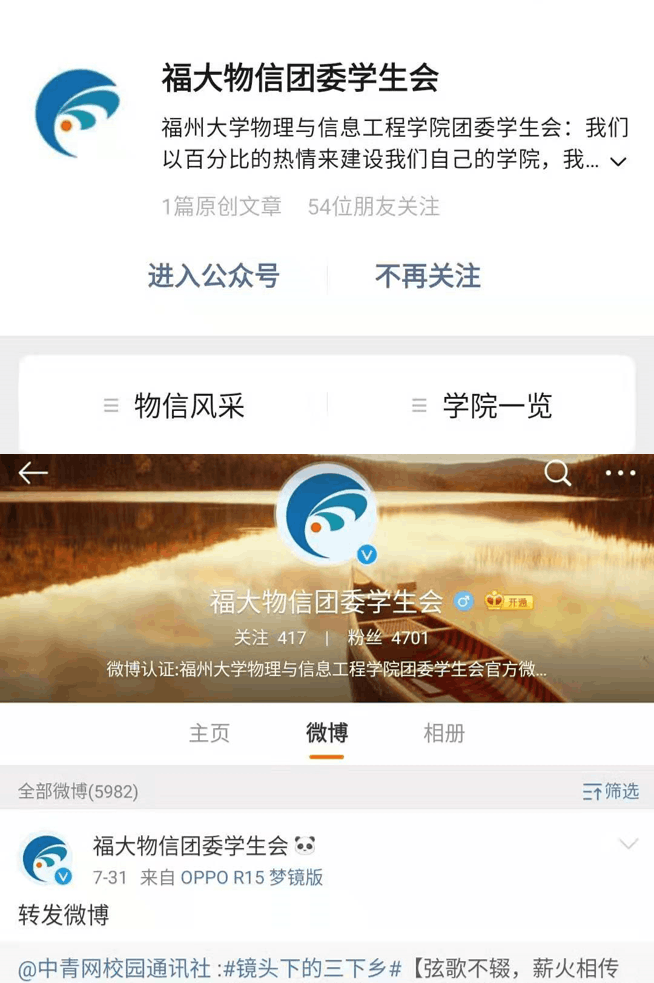 福大物信团委学生会
福州大学物理与信息工程学院团委学生会：我们
以百分比的热情来建设我们自己的学院，我...
1篇原创文章 54位朋友关注
进入公众号 不再关注
物信风采 学院一览
福大物信团委学生会 开通
关注 417 | 粉丝 4701
微博认证:福州大学物理与信息工程学院团委学生会官方微...
主页 微博 相册
全部微博(5982) 筛选
福大物信团委学生会
7-31 来自 OPPO R15 梦镜版
转发微博
@中青网校园通讯社 :#镜头下的三下乡#【弦歌不辍，薪火相传